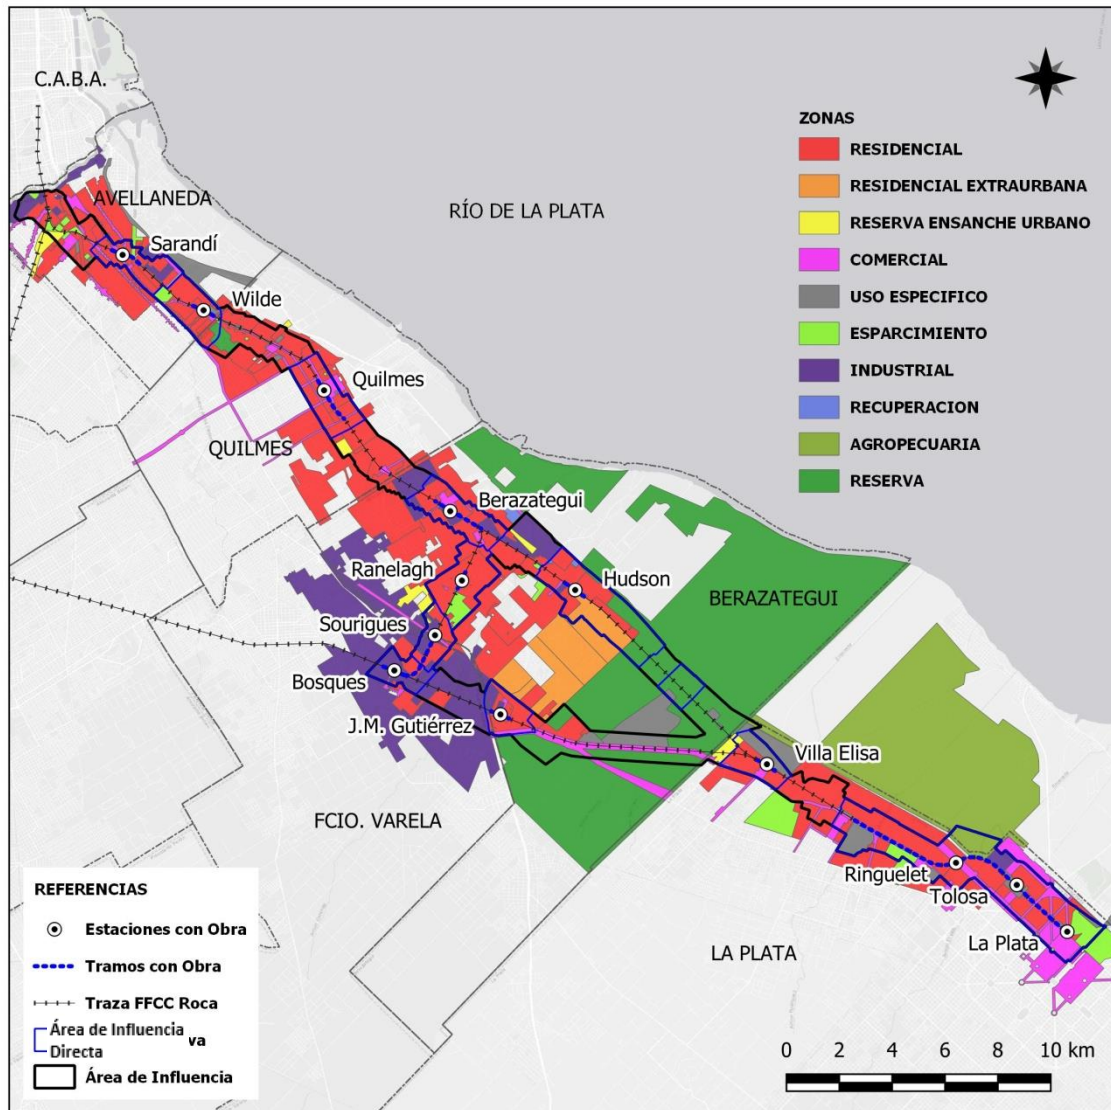 C.A.B.A.
AVELLANEDA
Sarandí
RÍO DE LA PLATA
Wilde
Quilmes
QUILMES
Berazategui
Ranelagh
Hudson
BERAZATEGUI
Sourigues
Bosques
J.M. Gutiérrez
Villa Elisa
FCIO. VARELA
Ringuelet
Tolosa
La Plata
LA PLATA
ZONAS
RESIDENCIAL
RESIDENCIAL EXTRAURBANA
RESERVA ENSANCHE URBANO
COMERCIAL
USO ESPECIFICO
ESPARCIMIENTO
INDUSTRIAL
RECUPERACION
AGROPECUARIA
RESERVA
REFERENCIAS
Estaciones con Obra
Tramos con Obra
Traza FFCC Roca
Área de Influencia
Directa va
Área de Influencia
0 2 4 6 8 10 km